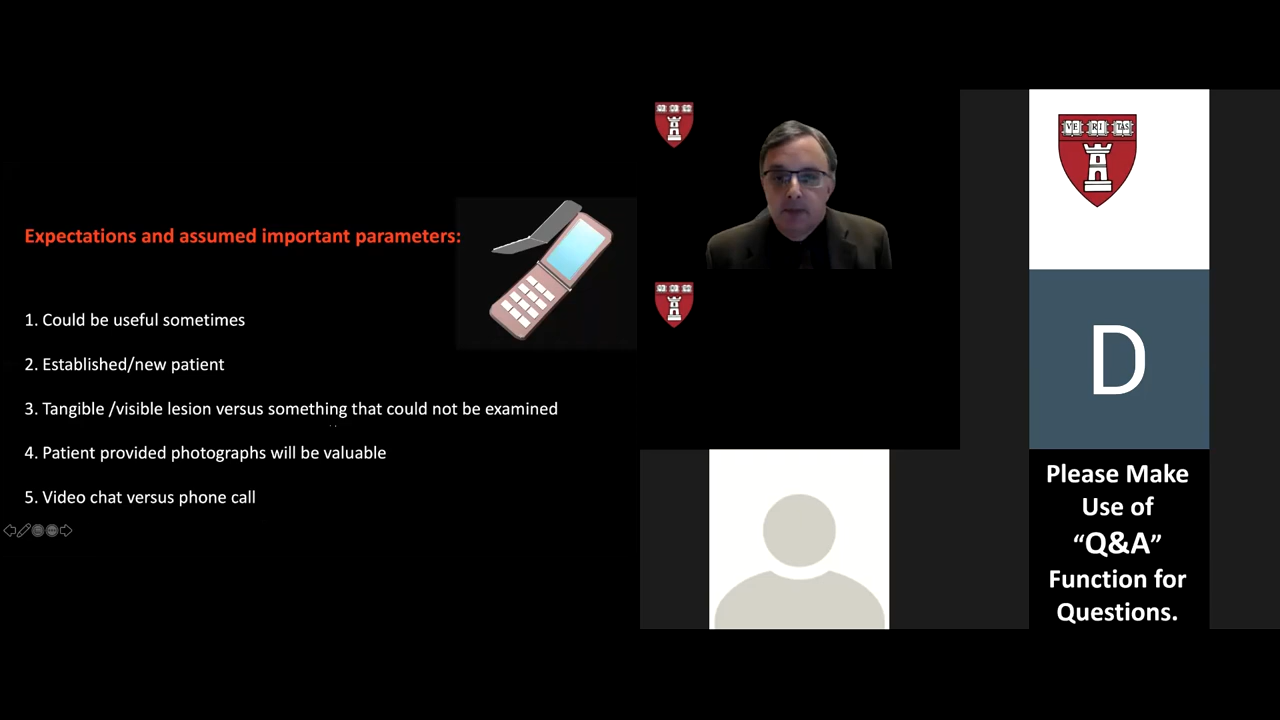 Expectations and assumed important parameters:
1. Could be useful sometimes
2. Established/new patient
3. Tangible /visible lesion versus something that could not be examined
4. Patient provided photographs will be valuable
5. Video chat versus phone call
VE RI TAS
D
Please Make
Use of
“Q&A”
Function for
Questions.